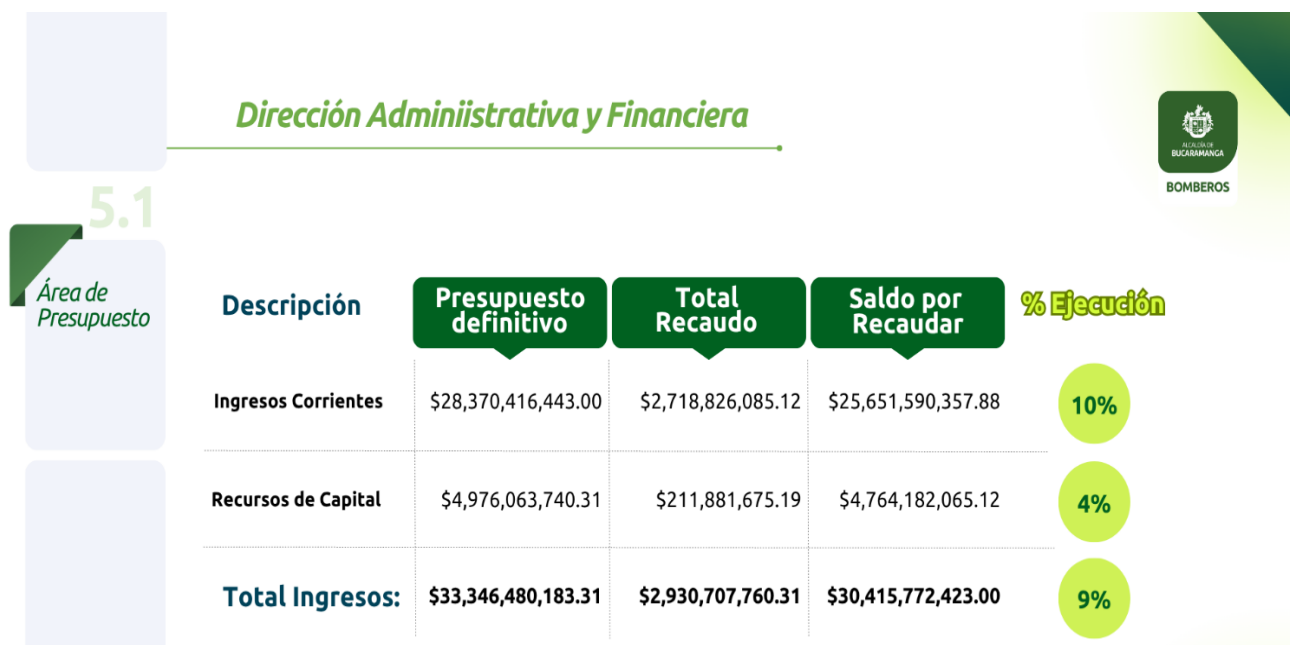 Dirección Adminiistrativa y Financiera
ALCALDÍA DE
BUCARAMANGA
BOMBEROS
5.1
Área de
Presupuesto
Descripción
Presupuesto
definitivo
Total
Recaudo
Saldo por
Recaudar
% Ejecución
Ingresos Corrientes $28,370,416,443.00 $2,718,826,085.12 $25,651,590,357.88 10%
Recursos de Capital $4,976,063,740.31 $211,881,675.19 $4,764,182,065.12 4%
Total Ingresos: $33,346,480,183.31 $2,930,707,760.31 $30,415,772,423.00 9%